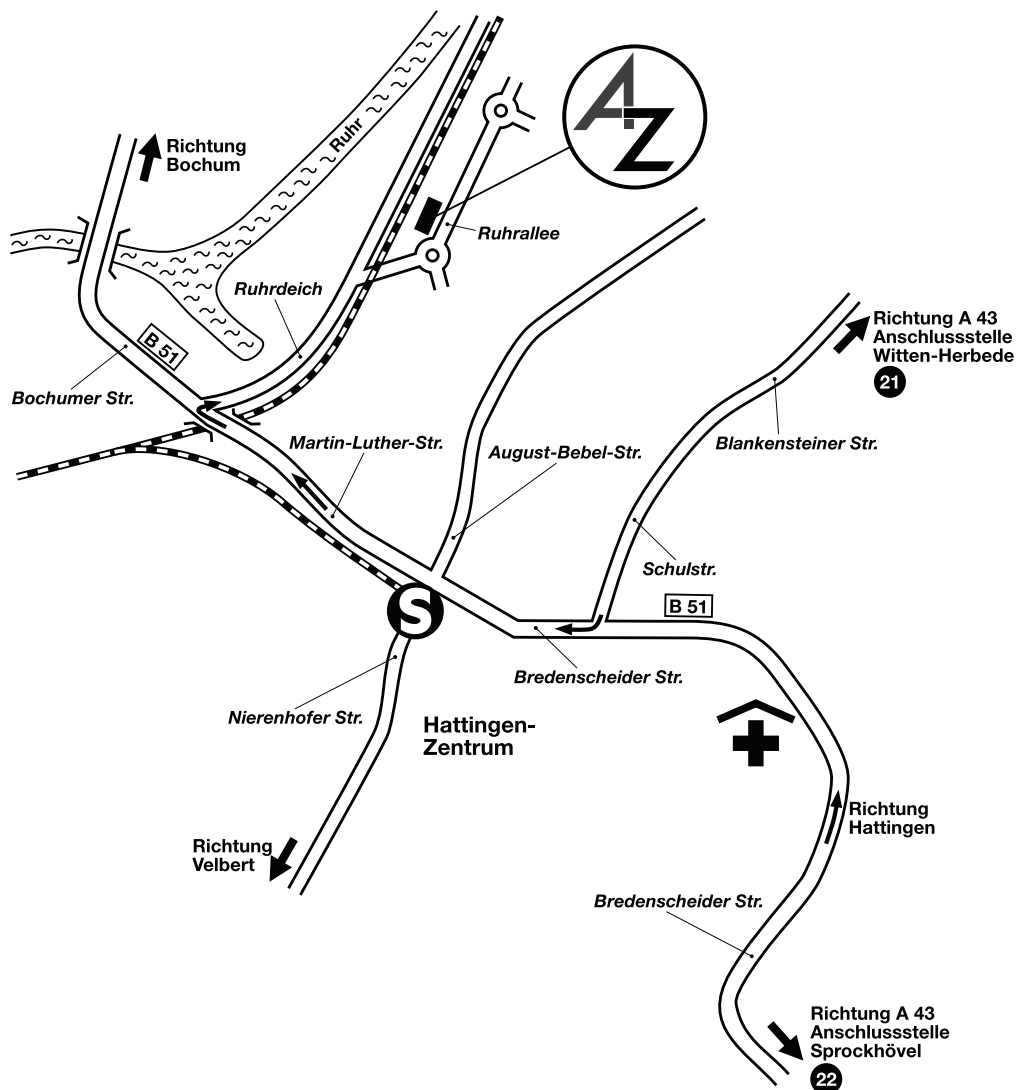 AZ
Ruhr
Richtung
Bochum
Ruhrallee
Ruhrdeich
Richtung A 43
Anschlussstelle
Witten-Herbede
21
B 51
Bochumer Str.
Martin-Luther-Str.
August-Bebel-Str.
Blankensteiner Str.
Schulstr.
B 51
S
Bredenscheider Str.
Nierenhofer Str.
Hattingen-
Zentrum
Richtung
Hattingen
Richtung
Velbert
Bredenscheider Str.
Richtung A 43
Anschlussstelle
Sprockhövel
22